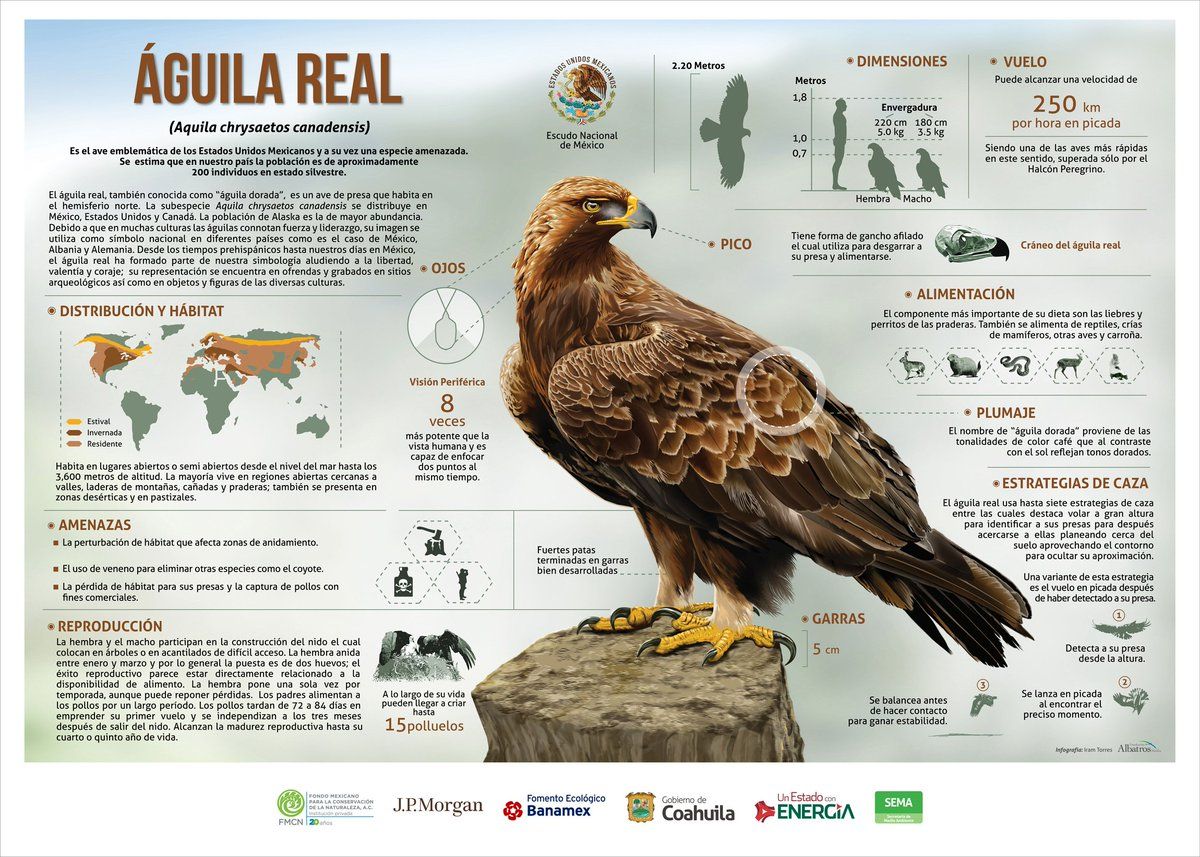 ÁGUILA REAL
(Aquila chrysaetos canadensis)
Es el ave emblemática de los Estados Unidos Mexicanos y a su vez una especie amenazada.
Se estima que en nuestro país la población es de aproximadamente
200 individuos en estado silvestre.
El águila real, también conocida como “águila dorada”, es un ave de presa que habita en
el hemisferio norte. La subespecie Aquila chrysaetos canadensis se distribuye en
México, Estados Unidos y Canadá. La población de Alaska es la de mayor abundancia.
Debido a que en muchas culturas las águilas connotan fuerza y liderazgo, su imagen se
utiliza como símbolo nacional en diferentes países como es el caso de México,
Albania y Alemania. Desde los tiempos prehispánicos hasta nuestros días en México,
el águila real ha formado parte de nuestra simbología aludiendo a la libertad,
valentía y coraje; su representación se encuentra en ofrendas y grabados en sitios
arqueológicos así como en objetos y figuras de las diversas culturas.
ESTADOS UNIDOS MEXICANOS
Escudo Nacional
de México
2.20 Metros
DIMENSIONES
Metros
1,8
1,0
0,7
Envergadura
220 cm 180 cm
5.0 kg 3.5 kg
Hembra Macho
VUELO
Puede alcanzar una velocidad de
250 km
por hora en picada
Siendo una de las aves más rápidas
en este sentido, superada sólo por el
Halcón Peregrino.
PICO
Tiene forma de gancho afilado
el cual utiliza para desgarrar a
su presa y alimentarse.
Cráneo del águila real
OJOS
Visión Periférica
8
veces
más potente que la
vista humana y es
capaz de enfocar
dos puntos al
mismo tiempo.
DISTRIBUCIÓN Y HÁBITAT
Estival
Invernada
Residente
Habita en lugares abiertos o semi abiertos desde el nivel del mar hasta los
3,600 metros de altitud. La mayoría vive en regiones abiertas cercanas a
valles, laderas de montañas, cañadas y praderas; también se presenta en
zonas desérticas y en pastizales.
ALIMENTACIÓN
El componente más importante de su dieta son las liebres y
perritos de las praderas. También se alimenta de reptiles, crías
de mamíferos, otras aves y carroña.
PLUMAJE
El nombre de “águila dorada” proviene de las
tonalidades de color café que al contraste
con el sol reflejan tonos dorados.
ESTRATEGIAS DE CAZA
El águila real usa hasta siete estrategias de caza
entre las cuales destaca volar a gran altura
para identificar a sus presas para después
acercarse a ellas planeando cerca del
suelo aprovechando el contorno
para ocultar su aproximación.
Una variante de esta estrategia
es el vuelo en picada después
de haber detectado a su presa.
1
Detecta a su presa
desde la altura.
2
Se lanza en picada
al encontrar el
preciso momento.
3
Se balancea antes
de hacer contacto
para ganar estabilidad.
AMENAZAS
La perturbación de hábitat que afecta zonas de anidamiento.
El uso de veneno para eliminar otras especies como el coyote.
La pérdida de hábitat para sus presas y la captura de pollos con
fines comerciales.
Fuertes patas
terminadas en garras
bien desarrolladas
GARRAS
5 cm
REPRODUCCIÓN
La hembra y el macho participan en la construcción del nido el cual
colocan en árboles o en acantilados de difícil acceso. La hembra anida
entre enero y marzo y por lo general la puesta es de dos huevos; el
éxito reproductivo parece estar directamente relacionado a la
disponibilidad de alimento. La hembra pone una sola vez por
temporada, aunque puede reponer pérdidas. Los padres alimentan a
los pollos por un largo período. Los pollos tardan de 72 a 84 días en
emprender su primer vuelo y se independizan a los tres meses
después de salir del nido. Alcanzan la madurez reproductiva hasta su
cuarto o quinto año de vida.
A lo largo de su vida
pueden llegar a criar
hasta
15 polluelos
Infografía: Iram Torres
Albatros
FMCN
FONDO MEXICANO
PARA LA CONSERVACIÓN
DE LA NATURALEZA, A.C.
Institución privada
20 años
J.P.Morgan
Fomento Ecológico
Banamex
Gobierno de
Coahuila
Un Estado con
ENERGÍA
SEMA
Secretaría de
Medio Ambiente